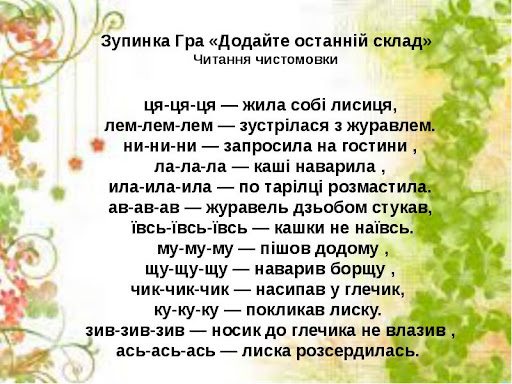 Зупинка Гра «Додайте останній склад»
Читання чистомовки
ця-ця-ця — жила собі лисиця,
лем-лем-лем — зустрілася з журавлем.
ни-ни-ни — запросила на гостини ,
ла-ла-ла — каші наварила ,
ила-ила-ила — по тарілці розмастила.
ав-ав-ав — журавель дзьобом стукав,
ївсь-ївсь-ївсь — кашки не наївсь.
му-му-му — пішов додому ,
щу-щу-щу — наварив борщу ,
чик-чик-чик — насипав у глечик,
ку-ку-ку — покликав лиску.
зив-зив-зив — носик до глечика не влазив ,
ась-ась-ась — лиска розсердилась.